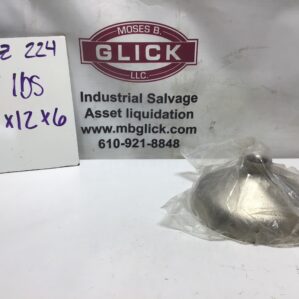 Z 224
lbs
x12x6
MOSES B.
GLICK
LLC.
Industrial Salvage
Asset liquidation
www.mbglick.com
610-921-8848